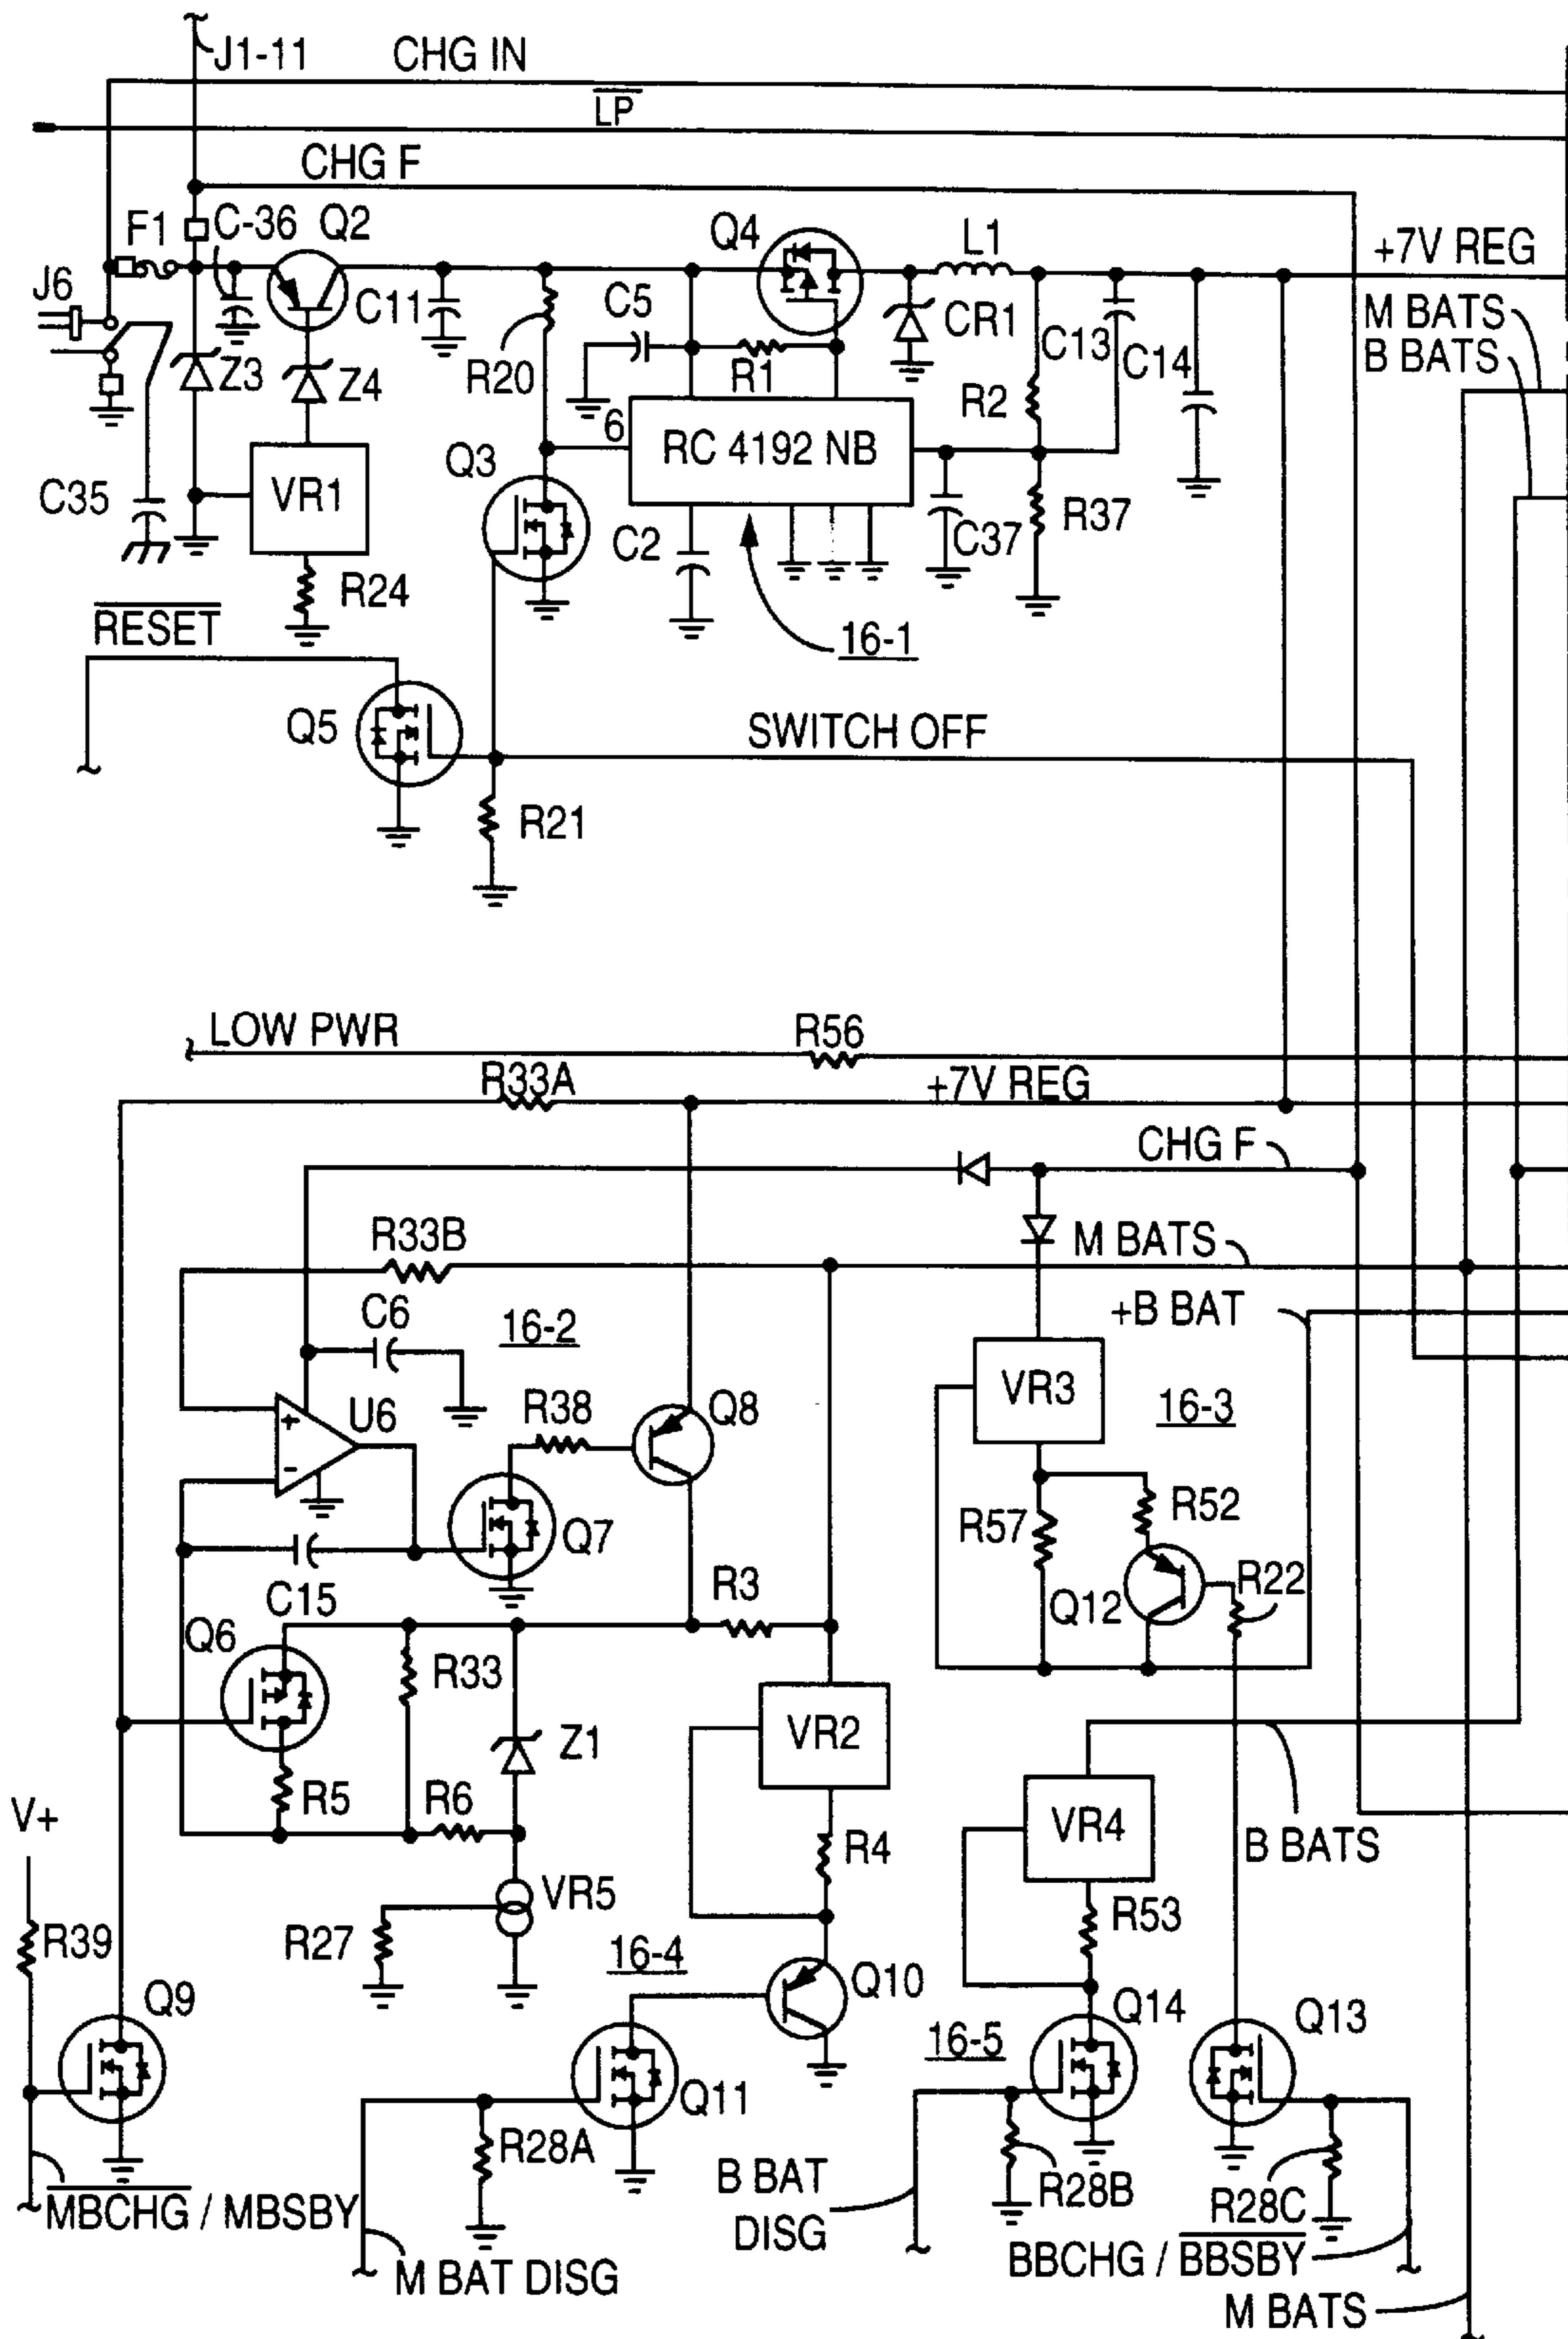 J1-11
CHG IN
LP
CHG F
F1
C-36
Q2
Q4
L1
+7V REG
J6
C11
C5
CR1
C13
C14
M BATS
B BATS
Z3
Z4
R20
R1
R2
6
RC 4192 NB
Q3
C35
VR1
C2
C37
R37
R24
RESET
16-1
Q5
SWITCH OFF
R21
LOW PWR
R56
R33A
+7V REG
CHG F
R33B
M BATS
C6
16-2
+B BAT
VR3
16-3
+
U6
-
R38
Q8
R52
R57
Q7
C15
R3
Q12
R22
Q6
R33
VR2
Z1
R5
R6
V+
R4
VR4
B BATS
VR5
R53
R39
R27
16-4
Q10
Q9
Q14
Q13
16-5
Q11
R28A
B BAT
DISG
R28B
R28C
MBCHG / MBSBY
M BAT DISG
BBCHG / BBSBY
M BATS